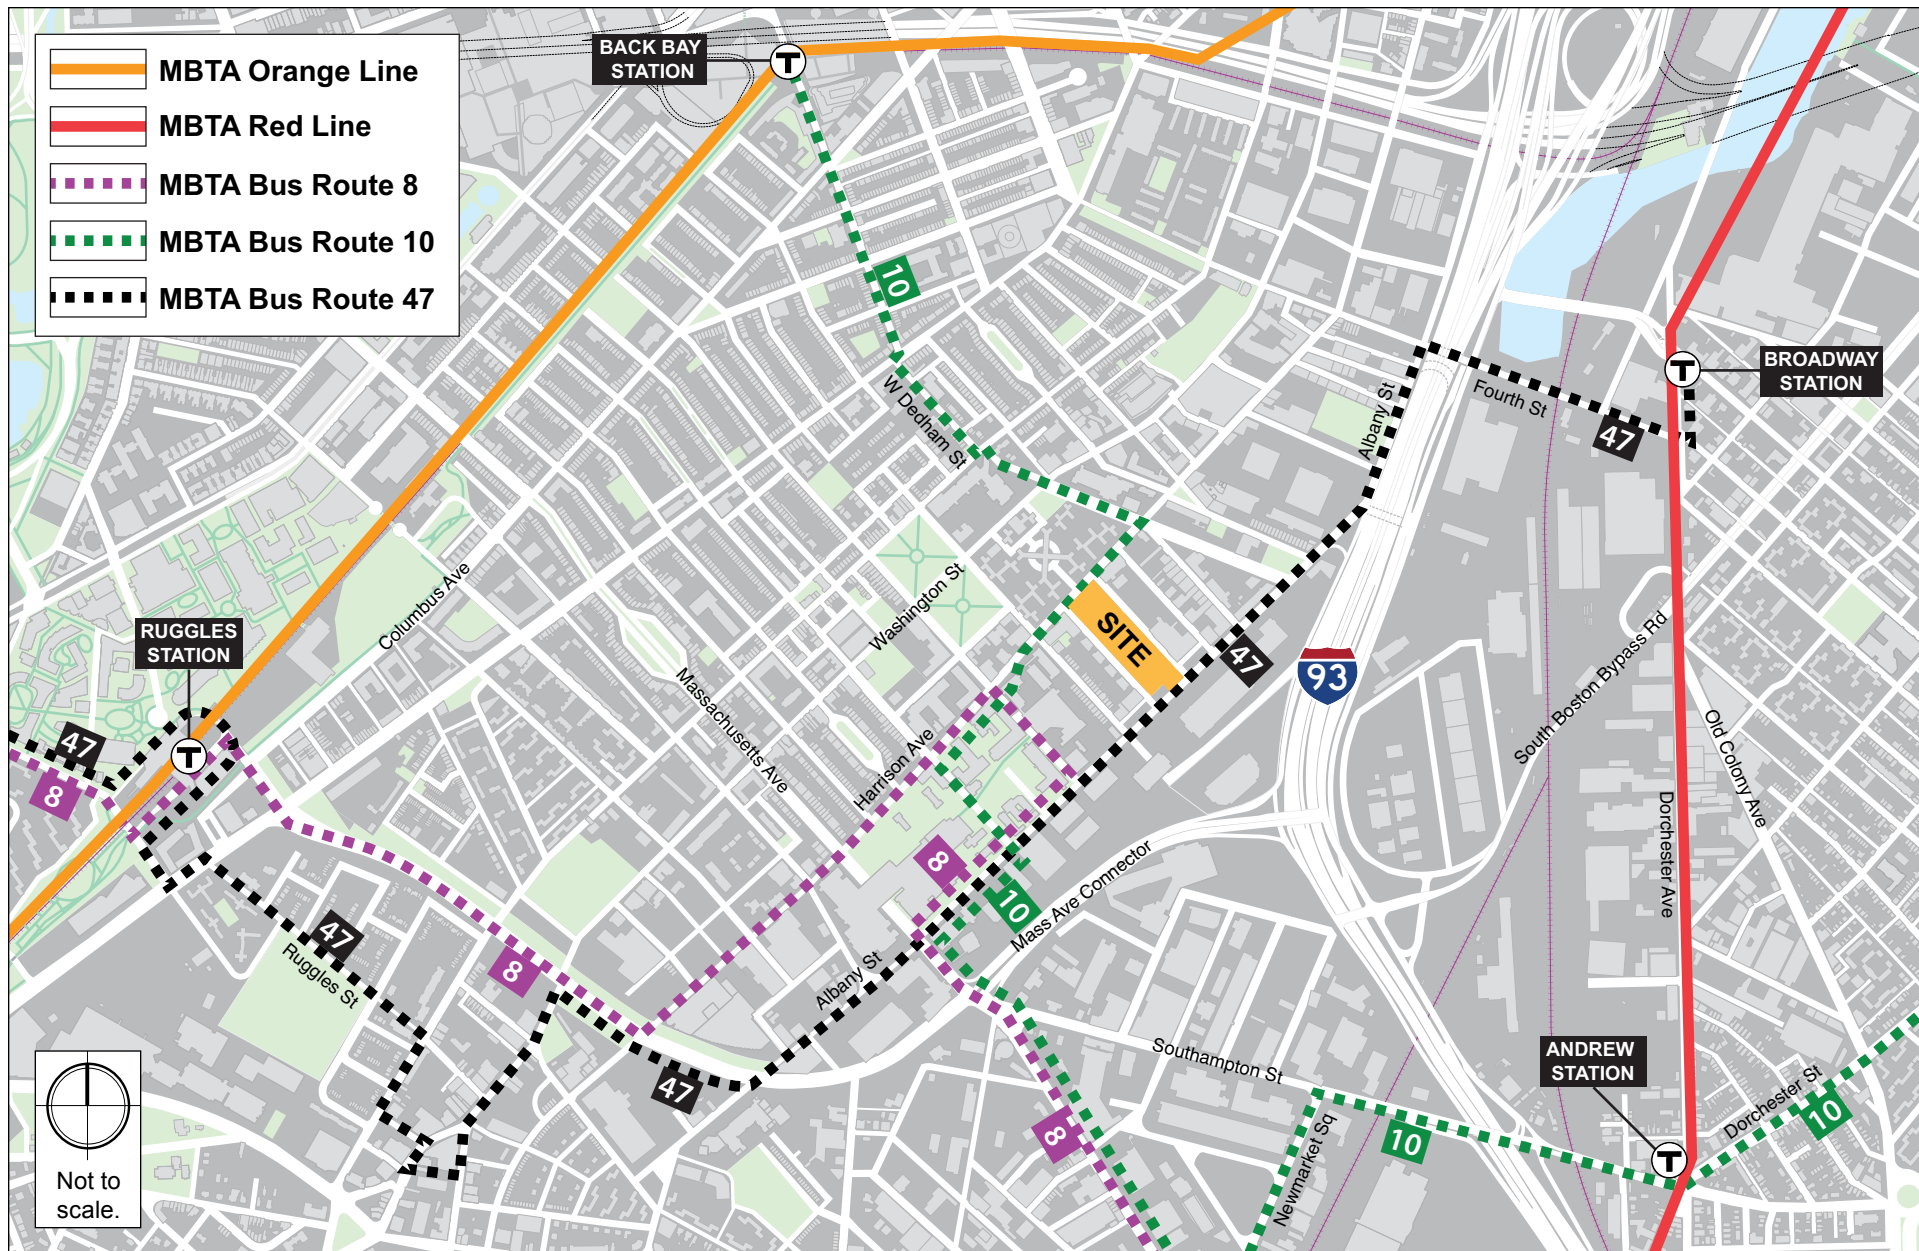 MBTA Orange Line
MBTA Red Line
MBTA Bus Route 8
MBTA Bus Route 10
MBTA Bus Route 47
BACK BAY
STATION
T
10
W Dedham St
Albany St
Fourth St
47
T
BROADWAY
STATION
Washington St
SITE
47
93
Columbus Ave
RUGGLES
STATION
T
47
8
Massachusetts Ave
Harrison Ave
South Boston Bypass Rd
Old Colony Ave
Dorchester Ave
8
10
Mass Ave Connector
47
Ruggles St
8
Albany St
47
Southampton St
8
Newmarket Sq
10
ANDREW
STATION
T
Dorchester St
10
Not to
scale.